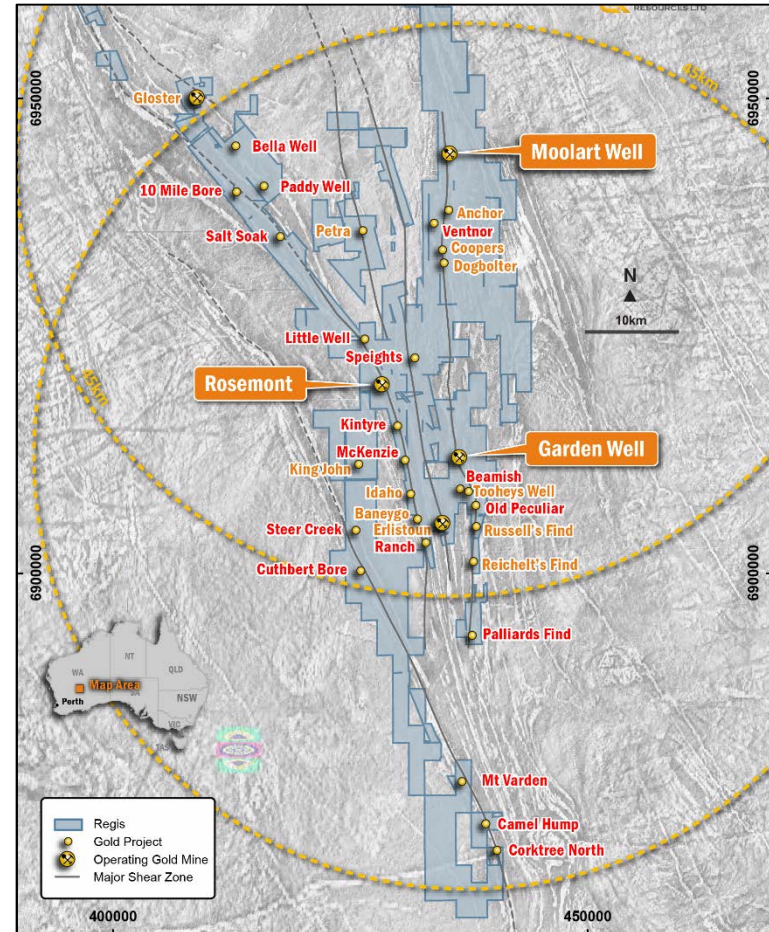 RESOURCES LTD
45km
6950000
6950000
Gloster
Moolart Well
Bella Well
10 Mile Bore
Paddy Well
Anchor
Petra
Ventnor
Salt Soak
Coopers
Dogbolter
N
10km
Little Well
Speights
45km
Rosemont
Kintyre
McKenzie
Garden Well
King John
Beamish
Idaho
Tooheys Well
Old Peculiar
Baneygo
Erlistoun
Russell's Find
Steer Creek
Ranch
Reichelt's Find
Cuthbert Bore
6900000
6900000
Palliards Find
NT
QLD
WA
Map Area
SA
Perth
NSW
VIC
TAS
Mt Varden
Camel Hump
Corktree North
Regis
Gold Project
Operating Gold Mine
Major Shear Zone
400000
450000